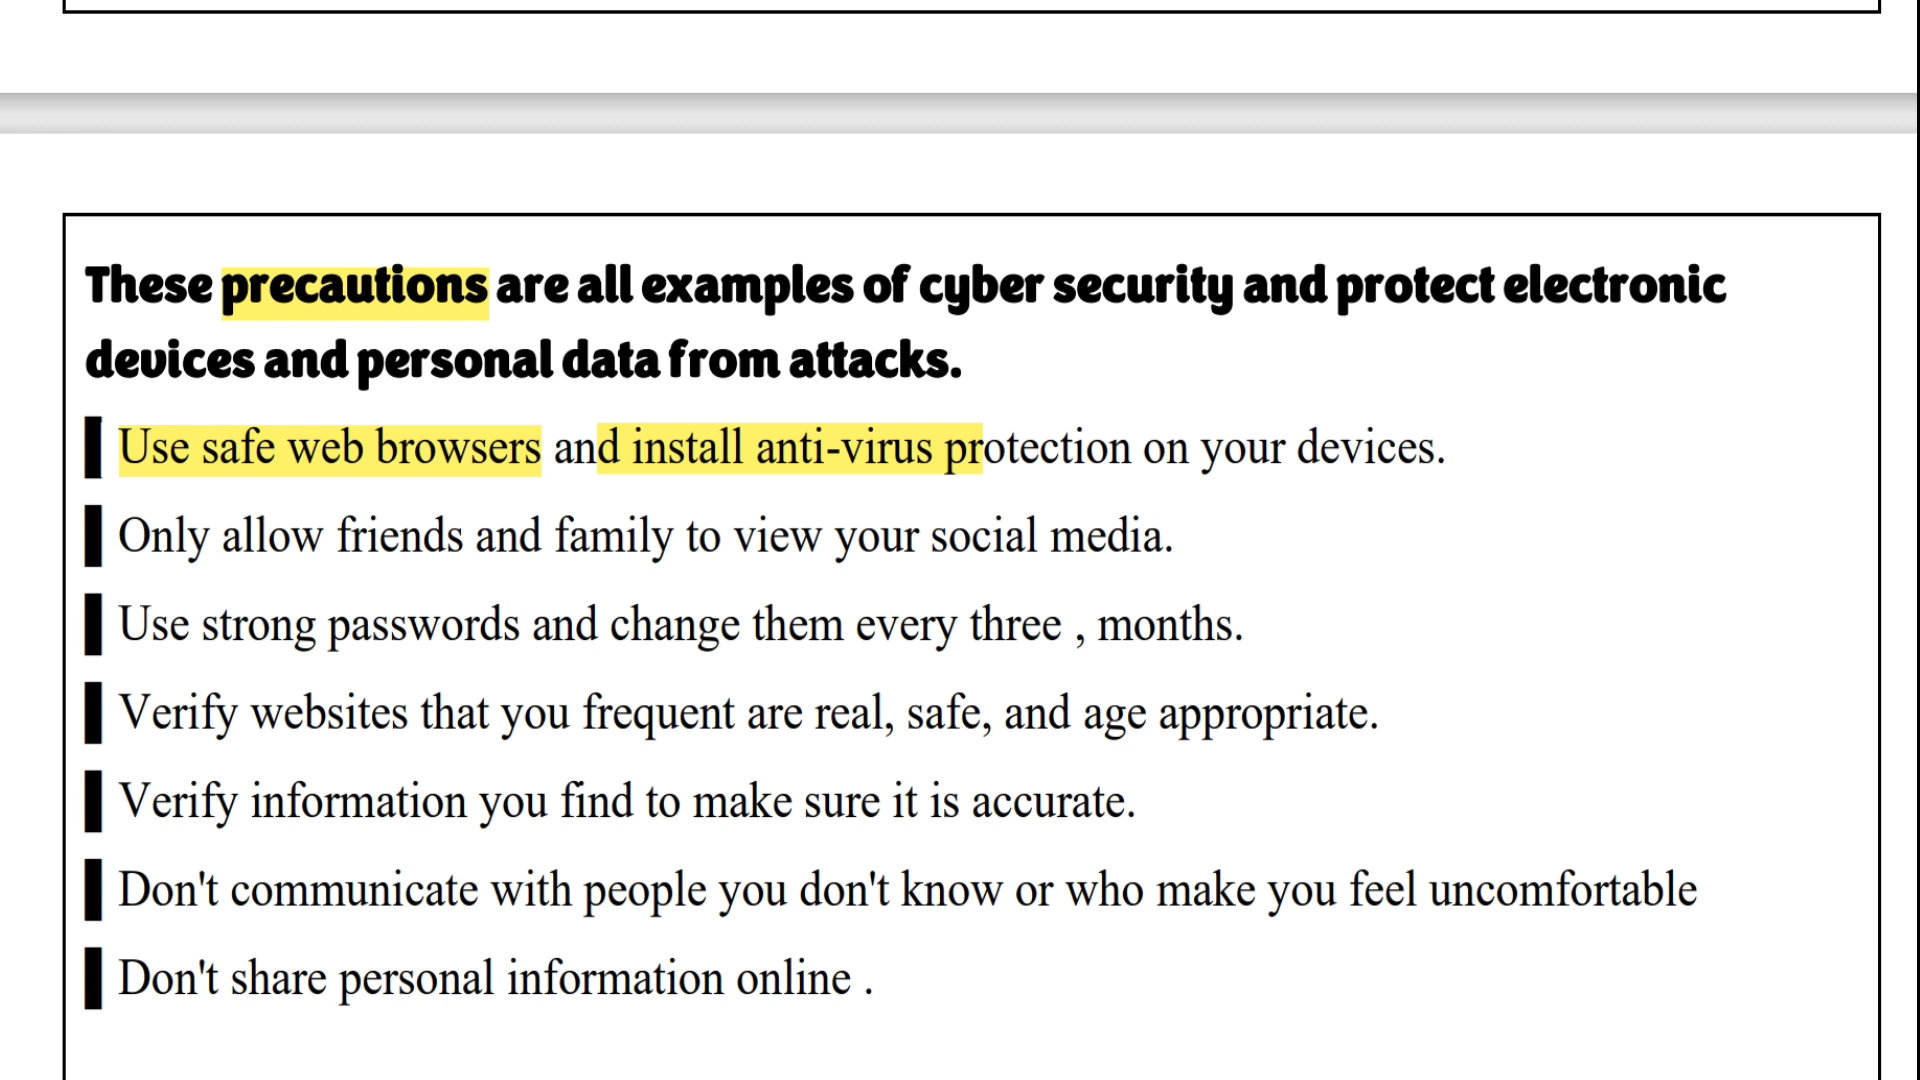 These precautions are all examples of cyber security and protect electronic
devices and personal data from attacks.
Use safe web browsers and install anti-virus protection on your devices.
Only allow friends and family to view your social media.
Use strong passwords and change them every three , months.
Verify websites that you frequent are real, safe, and age appropriate.
Verify information you find to make sure it is accurate.
Don't communicate with people you don't know or who make you feel uncomfortable
Don't share personal information online .